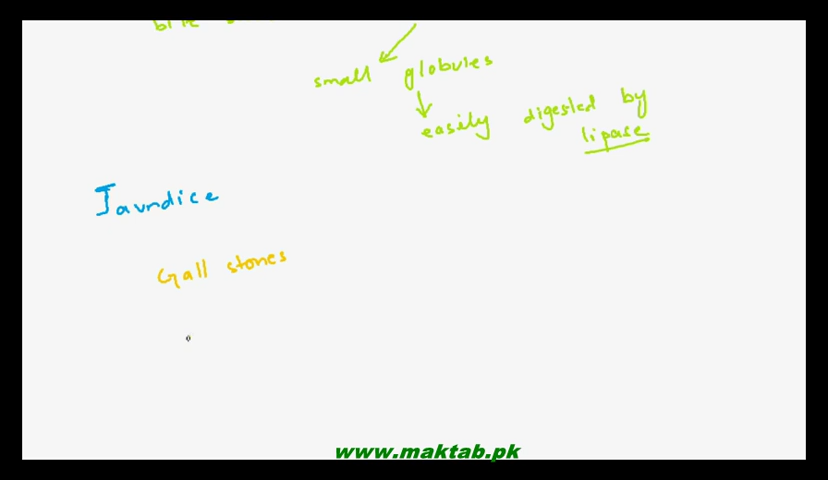 small globules
easily digested by
lipase
Jaundice
Gall stones
www.maktab.pk